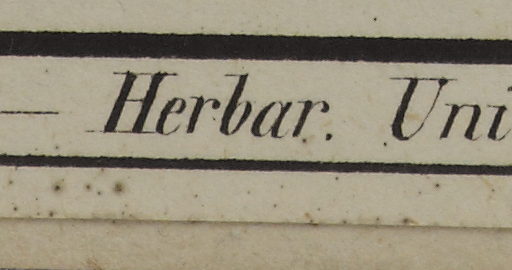 — Herbar. Uni